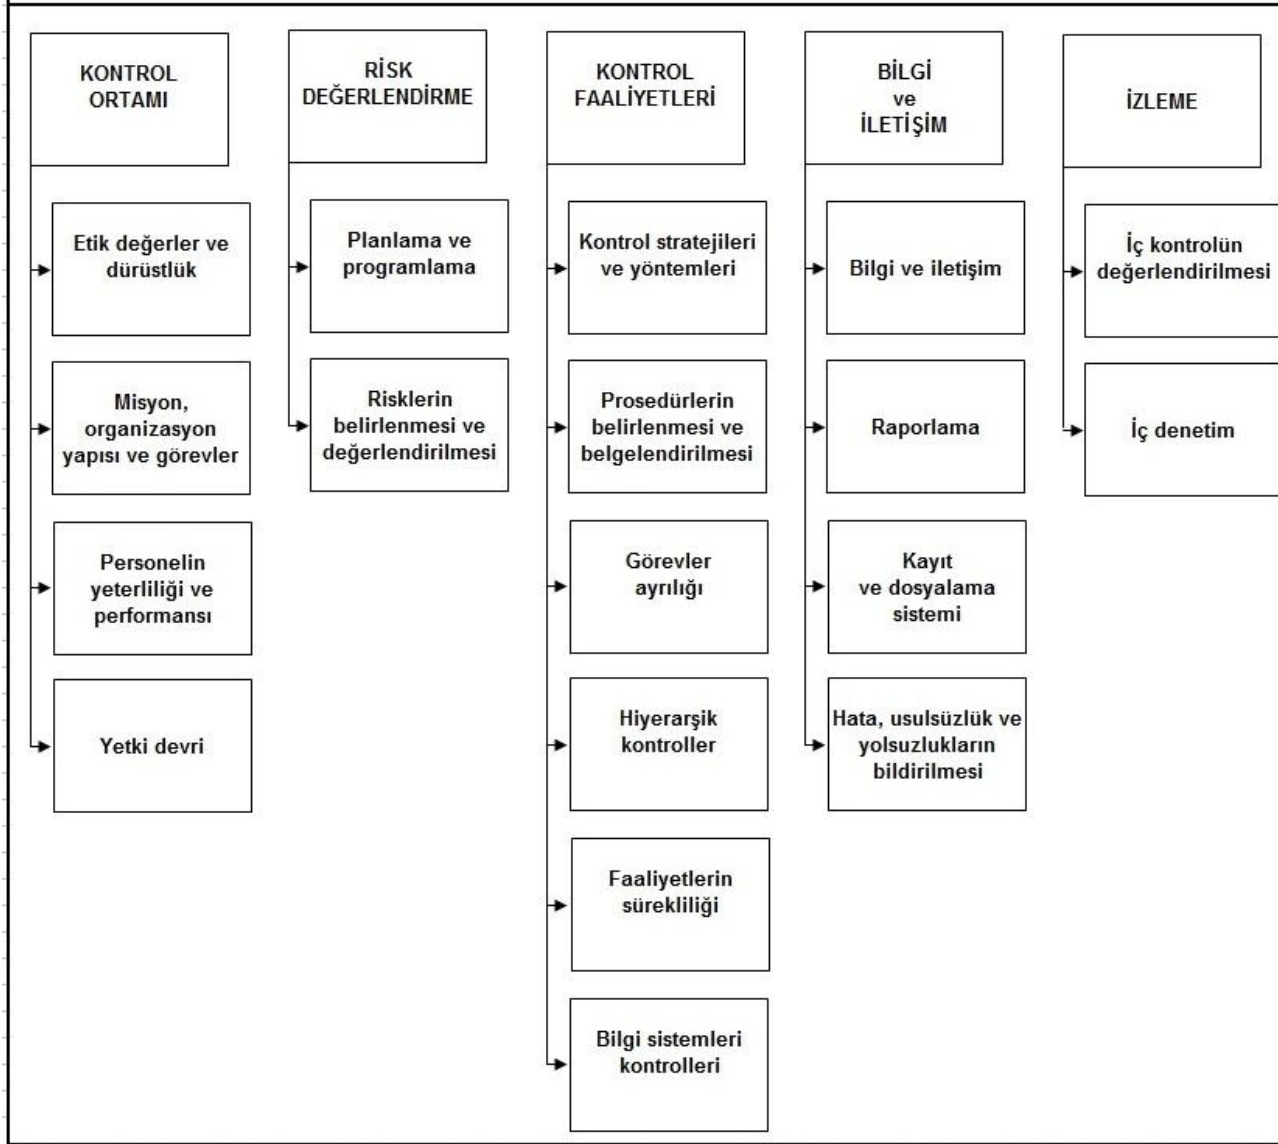 KONTROL
ORTAMI
Etik değerler ve
dürüstlük
Misyon,
organizasyon
yapısı ve görevler
Personelin
yeterliliği ve
performansı
Yetki devri
RİSK
DEĞERLENDİRME
Planlama ve
programlama
Risklerin
belirlenmesi ve
değerlendirilmesi
KONTROL
FAALİYETLERİ
Kontrol stratejileri
ve yöntemleri
Prosedürlerin
belirlenmesi ve
belgelendirilmesi
Görevler
ayrılığı
Hiyerarşik
kontroller
Faaliyetlerin
sürekliliği
Bilgi sistemleri
kontrolleri
BİLGİ
ve
İLETİŞİM
Bilgi ve iletişim
Raporlama
Kayıt
ve dosyalama
sistemi
Hata, usulsüzlük ve
yolsuzlukların
bildirilmesi
İZLEME
İç kontrolün
değerlendirilmesi
İç denetim